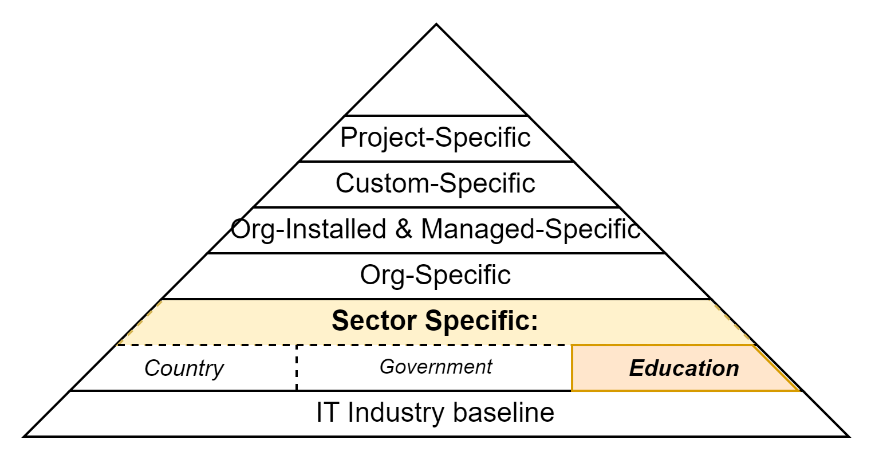 Project-Specific
Custom-Specific
Org-Installed & Managed-Specific
Org-Specific
Sector Specific:
Country Government Education
IT Industry baseline